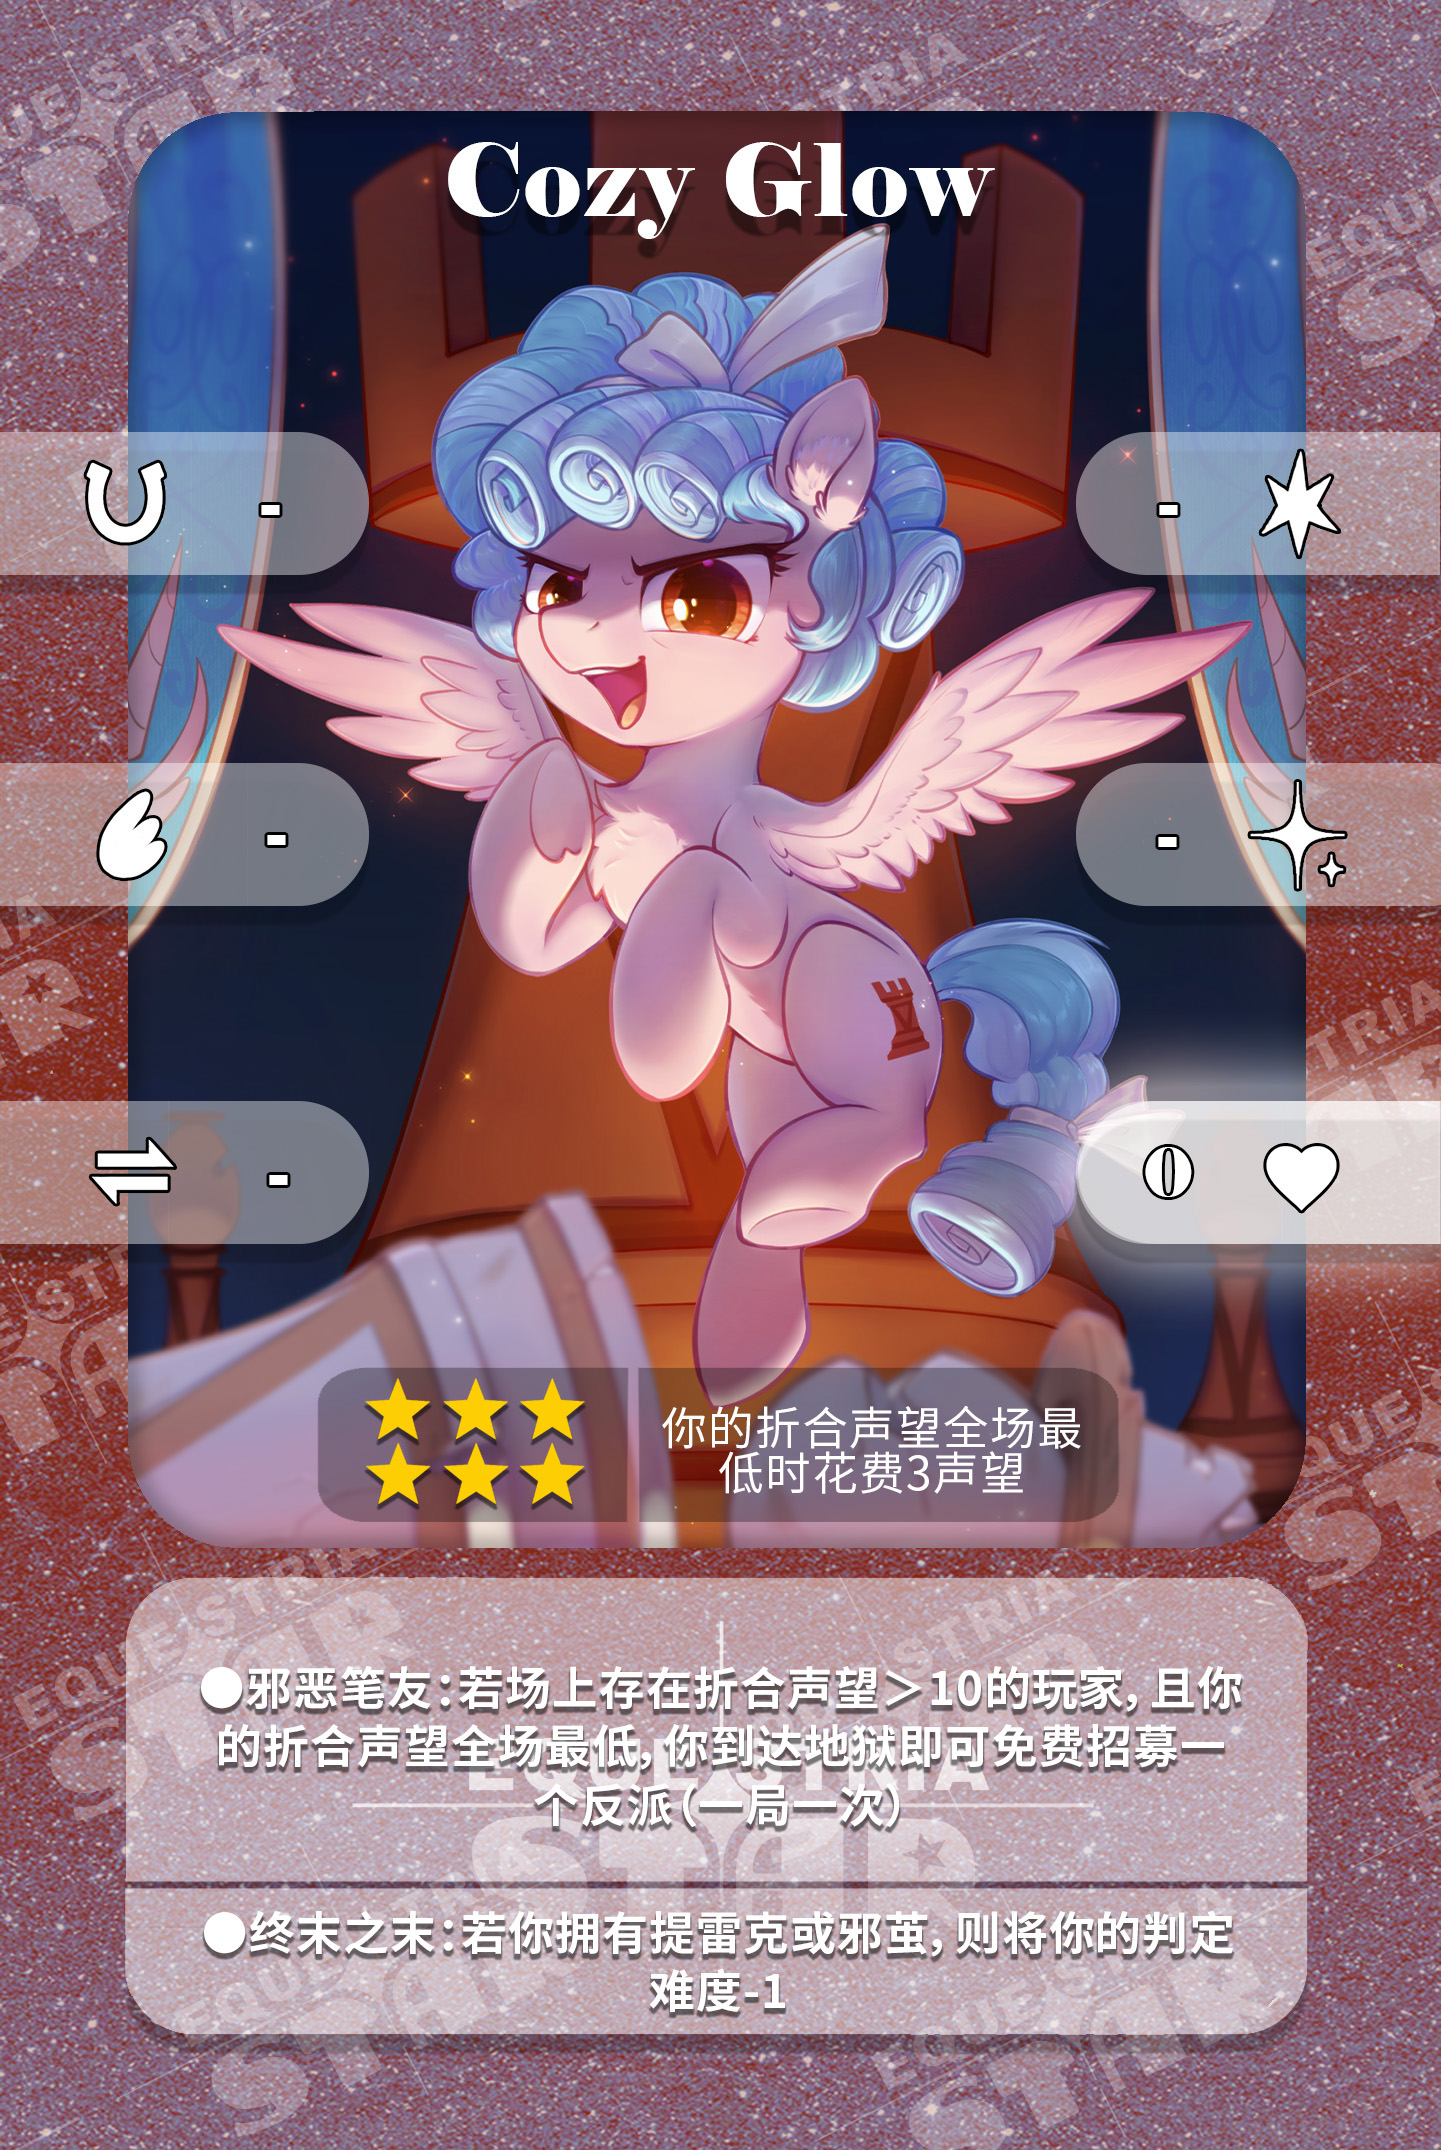 Cozy Glow
-
-
-
-
-
0
你的折合声望全场最
低时花费3声望
●邪恶笔友:若场上存在折合声望＞10的玩家,且你
的折合声望全场最低,你到达地狱即可免费招募一
个反派(一局一次)
EQUESTRIA
STAR
●终末之末:若你拥有提雷克或邪茧,则将你的判定
难度-1